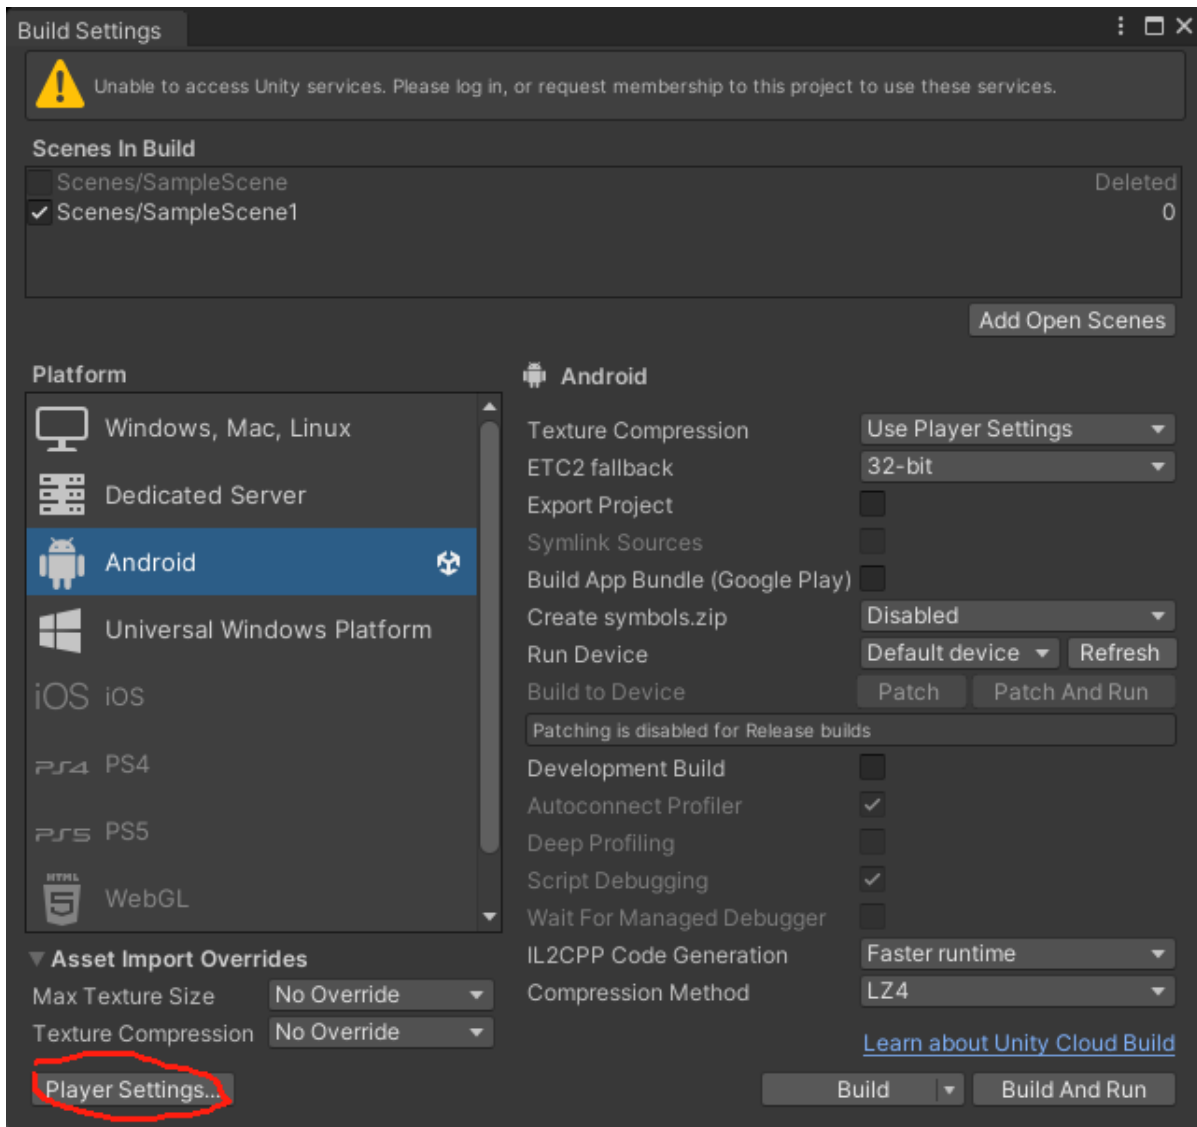 Build Settings
Unable to access Unity services. Please log in, or request membership to this project to use these services.
Scenes In Build
Scenes/SampleScene Deleted
Scenes/SampleScene1 0
Add Open Scenes
Platform
Windows, Mac, Linux
Dedicated Server
Android
Universal Windows Platform
iOS iOS
PS4 PS4
PS5 PS5
HTML 5 WebGL
Asset Import Overrides
Max Texture Size No Override
Texture Compression No Override
Player Settings...
Android
Texture Compression Use Player Settings
ETC2 fallback 32-bit
Export Project
Symlink Sources
Build App Bundle (Google Play)
Create symbols.zip Disabled
Run Device Default device Refresh
Build to Device Patch Patch And Run
Patching is disabled for Release builds
Development Build
Autoconnect Profiler
Deep Profiling
Script Debugging
Wait For Managed Debugger
IL2CPP Code Generation Faster runtime
Compression Method LZ4
Learn about Unity Cloud Build
Build Build And Run